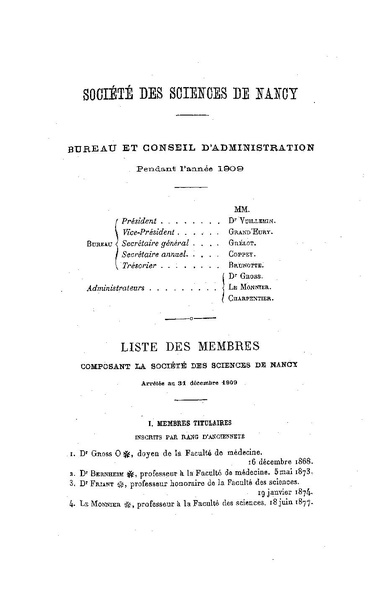 SOCIÉTÉ DES SCIENCES DE NANCY
BUREAU ET CONSEIL D'ADMINISTRATION
Pendant l'année 1909
MM.
Président . . . . . . . . Dr VUILLEMIN.
Vice-Président . . . . . . GRAND'EURY.
BUREAU Secrétaire général . . . . GRÉLOT.
Secrétaire annuel . . . . COPPEY.
Trésorier . . . . . . . . BRUNOTTE.
Dr GROSS.
Administrateurs . . . . . . . . . LE MONNIER.
CHARPENTIER.
LISTE DES MEMBRES
COMPOSANT LA SOCIÉTÉ DES SCIENCES DE NANCY
Arrêtée au 31 décembre 1909
I. MEMBRES TITULAIRES
INSCRITS PAR RANG D'ANCIENNETÉ
1. Dr GROSS O ❄, doyen de la Faculté de médecine.
16 décembre 1868.
2. Dr BERNHEIM ❄, professeur à la Faculté de médecine. 5 mai 1873.
3. Dr FRIANT ❄, professeur honoraire de la Faculté des sciences.
19 janvier 1874.
4. LE MONNIER ❄, professeur à la Faculté des sciences. 18 juin 1877.